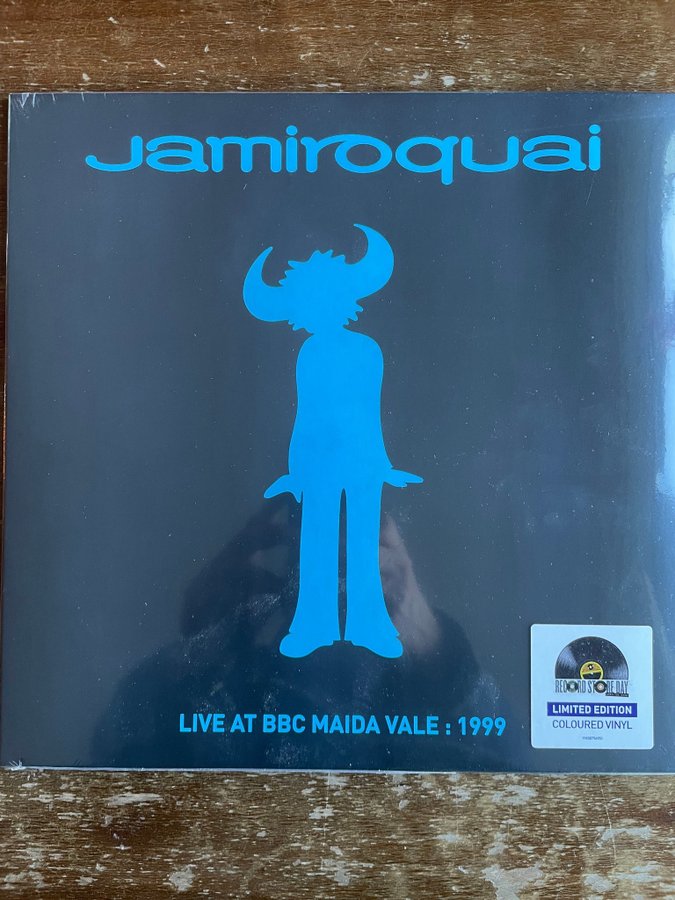 Jamiroquai
LIVE AT BBC MAIDA VALE : 1999
RECORD STORE DAY
LIMITED EDITION
COLOURED VINYL